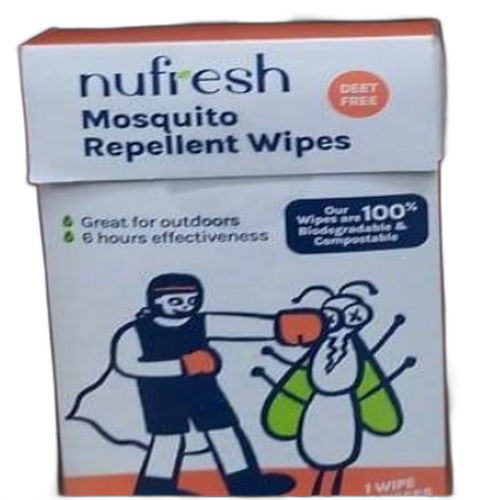 nufresh
DEET
FREE
Mosquito
Repellent Wipes
Great for outdoors
6 hours effectiveness
Our
Wipes are 100%
Biodegradable &
Compostable
1 WIPE